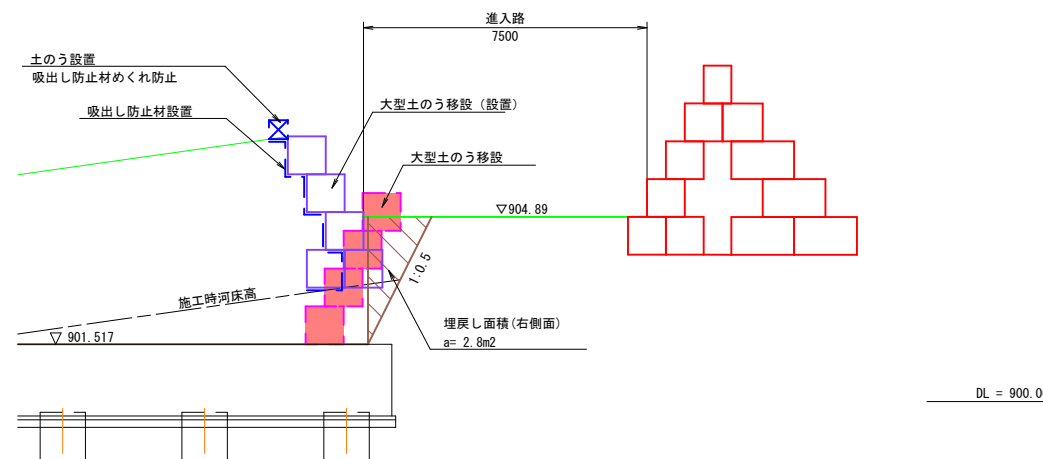 進入路
7500
土のう設置
吸出し防止材めくれ防止
吸出し防止材設置
大型土のう移設（設置）
大型土のう移設
▽904.89
1:0.5
施工時河床高
▽ 901.517
埋戻し面積(右側面)
a= 2.8m2
DL = 900.0